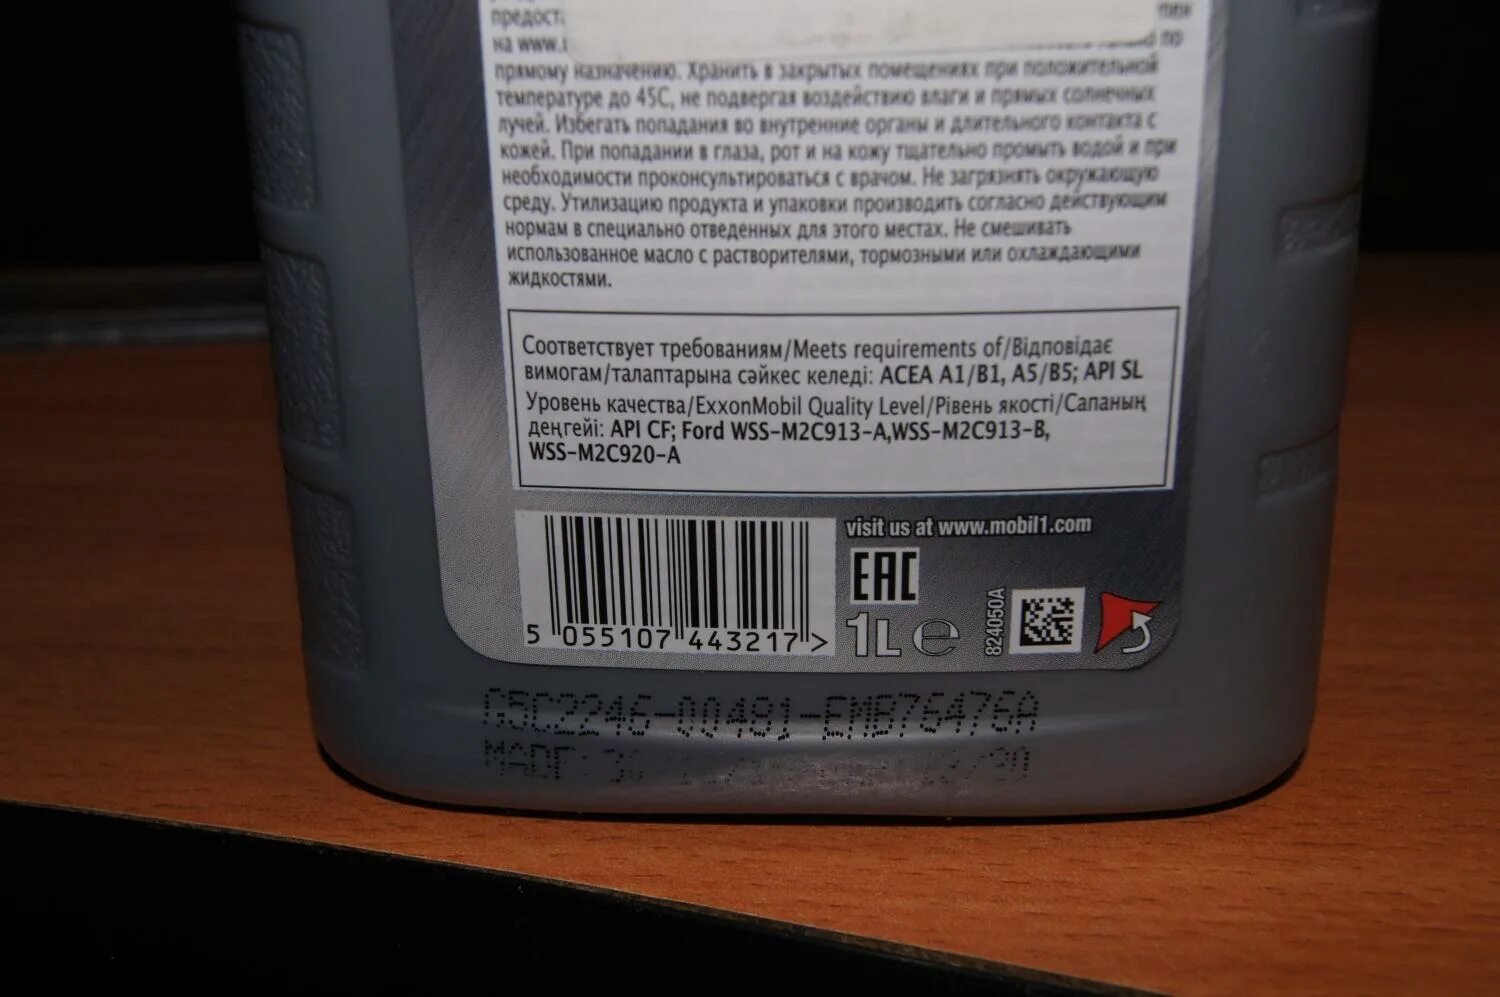 предост
на www.
прямому назначению. Хранить в закрытых помещениях при положительной
температуре до 45С, не подвергая воздействию влаги и прямых солнечных
лучей. Избегать попадания во внутренние органы и длительного контакта с
кожей. При попадании в глаза, рот и на кожу тщательно промыть водой и при
необходимости проконсультироваться с врачом. Не загрязнять окружающую
среду. Утилизацию продукта и упаковки производить согласно действующим
нормам в специально отведенных для этого местах. Не смешивать
использованное масло с растворителями, тормозными или охлаждающими
жидкостями.
Соответствует требованиям/Meets requirements of/Відповідає
вимогам/талаптарына сәйкес келеді: ACEA A1/B1, A5/B5; API SL
Уровень качества/ExxonMobil Quality Level/Рівень якості/Сапаның
деңгейі: API CF; Ford WSS-M2C913-A,WSS-M2C913-B,
WSS-M2C920-A
visit us at www.mobil1.com
EAC
5 055107 443217 >
1L e
824050A
G5C2246-00481-EMB76476A
MADE: